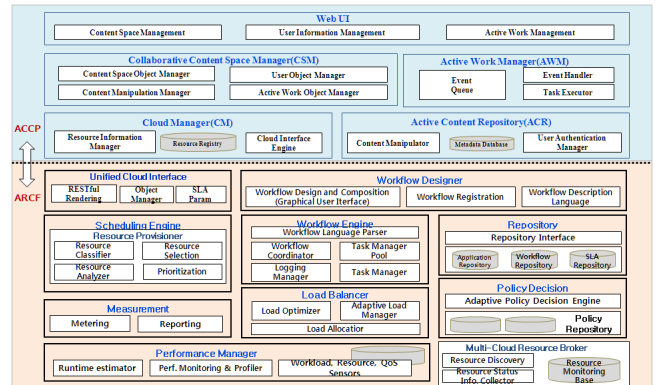 Web UI
Content Space Management
User Information Management
Active Work Management
Collaborative Content Space Manager(CSM)
Content Space Object Manager
User Object Manager
Content Manipulation Manager
Active Work Object Manager
Active Work Manager(AWM)
Event
Queue
Event Handler
Task Executor
Cloud Manager(CM)
Resource Information
Manager
Resource Registry
Cloud Interface
Engine
Active Content Repository(ACR)
Content Manipulator
Metadata Database
User Authentication
Manager
ACCP
ARCF
Unified Cloud Interface
RESTful
Rendering
Object
Manager
SLA
Param
Workflow Designer
Workflow Design and Composition
(Graphical User Iterface)
Workflow Registration
Workflow Description
Language
Scheduling Engine
Resource Provisioner
Resource
Classifier
Resource
Selection
Resource
Analyzer
Prioritization
Workflow Engine
Workflow Language Parser
Workflow
Coordinator
Task Manager
Pool
Logging
Manager
Task Manager
Repository
Repository Interface
Application
Repository
Workflow
Repository
SLA
Repository
Measurement
Metering
Reporting
Load Balancer
Load Optimizer
Adaptive Load
Manager
Load Allocatior
Policy Decision
Adaptive Policy Decision Engine
Policy
Repository
Performance Manager
Runtime estimator
Perf. Monitoring & Profiler
Workload, Resource, QoS
Sensors
Multi-Cloud Resource Broker
Resource Discovery
Resource Status
Info. Collector
Resource
Monitoring
Base